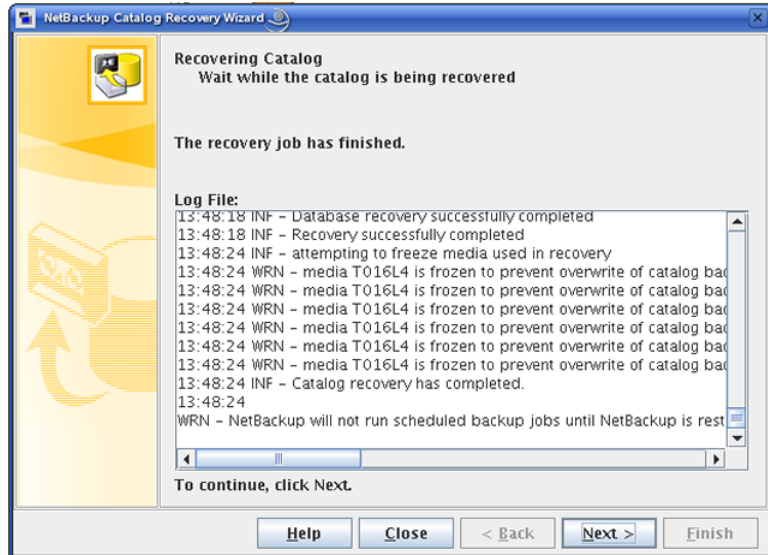 NetBackup Catalog Recovery Wizard
Recovering Catalog
Wait while the catalog is being recovered
The recovery job has finished.
Log File:
13:48:18 INF - Database recovery successfully completed
13:48:18 INF - Recovery successfully completed
13:48:24 INF - attempting to freeze media used in recovery
13:48:24 WRN - media T016L4 is frozen to prevent overwrite of catalog bac
13:48:24 WRN - media T016L4 is frozen to prevent overwrite of catalog bac
13:48:24 WRN - media T016L4 is frozen to prevent overwrite of catalog bac
13:48:24 WRN - media T016L4 is frozen to prevent overwrite of catalog bac
13:48:24 WRN - media T016L4 is frozen to prevent overwrite of catalog bac
13:48:24 WRN - media T016L4 is frozen to prevent overwrite of catalog bac
13:48:24 INF - Catalog recovery has completed.
13:48:24
WRN - NetBackup will not run scheduled backup jobs until NetBackup is rest
To continue, click Next.
Help Close < Back Next > Finish